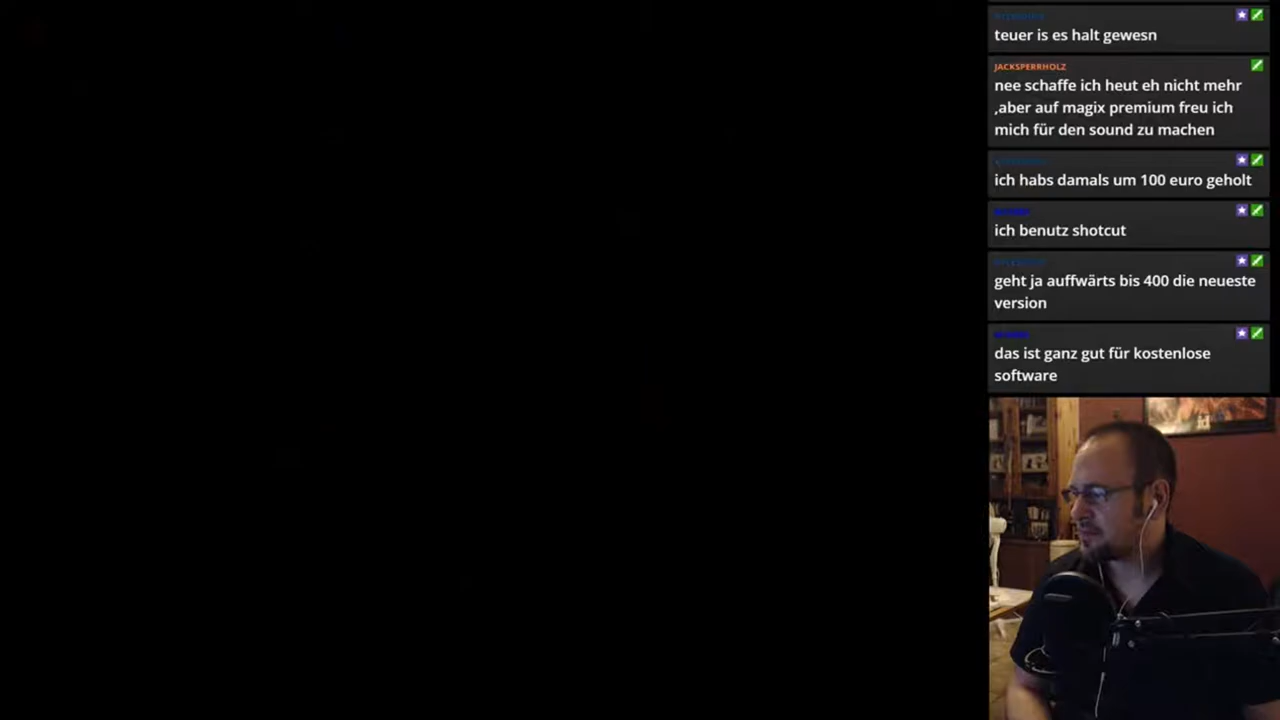 teuer is es halt gewesn
JACKSPERRHOLZ
nee schaffe ich heut eh nicht mehr
,aber auf magix premium freu ich
mich für den sound zu machen
ich habs damals um 100 euro geholt
ich benutz shotcut
geht ja auffwärts bis 400 die neueste
version
das ist ganz gut für kostenlose
software